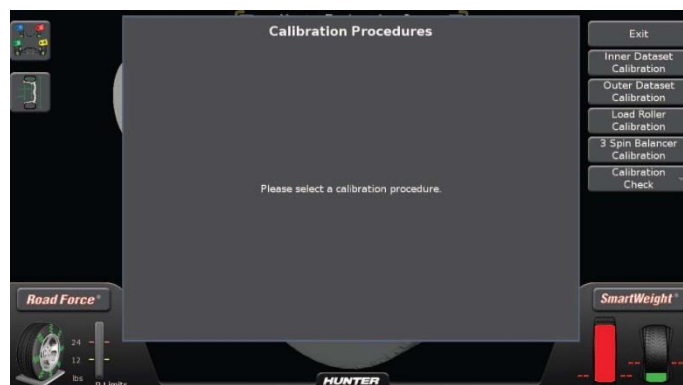 Calibration Procedures
Please select a calibration procedure.
Exit
Inner Dataset
Calibration
Outer Dataset
Calibration
Load Roller
Calibration
3 Spin Balancer
Calibration
Calibration
Check
Road Force®
24
12
lbs
SmartWeight®
HUNTER